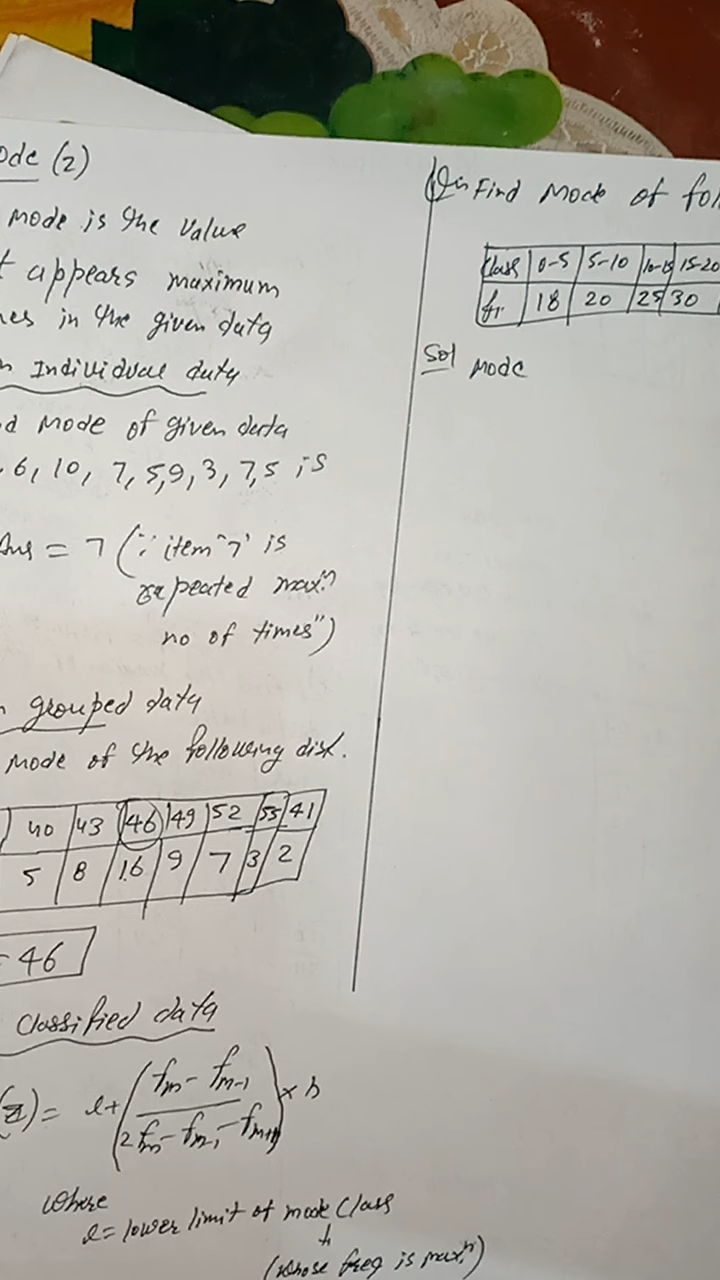 ode (z)
mode is the value
t appears maximum
es in the given data
n Individual data
d mode of given data
6, 10, 7, 5, 9, 3, 7, 5 is
Ans = 7 (∵ item "7" is
repeated maxm
no of times")
n grouped data
mode of the following dist.
40 | 43 | 46 | 49 | 52 | 55 | 41
5 | 8 | 16 | 9 | 7 | 3 | 2
= 46
Classified data
(z) = l + (fm - fm-1 / 2fm - fm-1 - fm+1) × h
where
l = lower limit of mode class
(whose freq is maxm)
Qn Find Mode of fol
Class | 0-5 | 5-10 | 10-15 | 15-20
fr. | 18 | 20 | 25 | 30
Sol mode